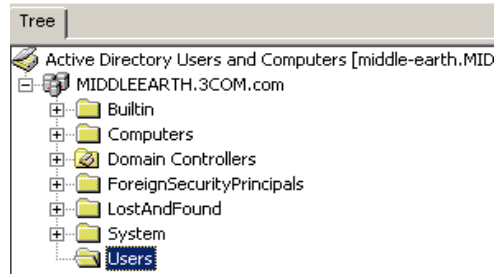 Tree
Active Directory Users and Computers [middle-earth.MID
MIDDLEEARTH.3COM.com
Builtin
Computers
Domain Controllers
ForeignSecurityPrincipals
LostAndFound
System
Users